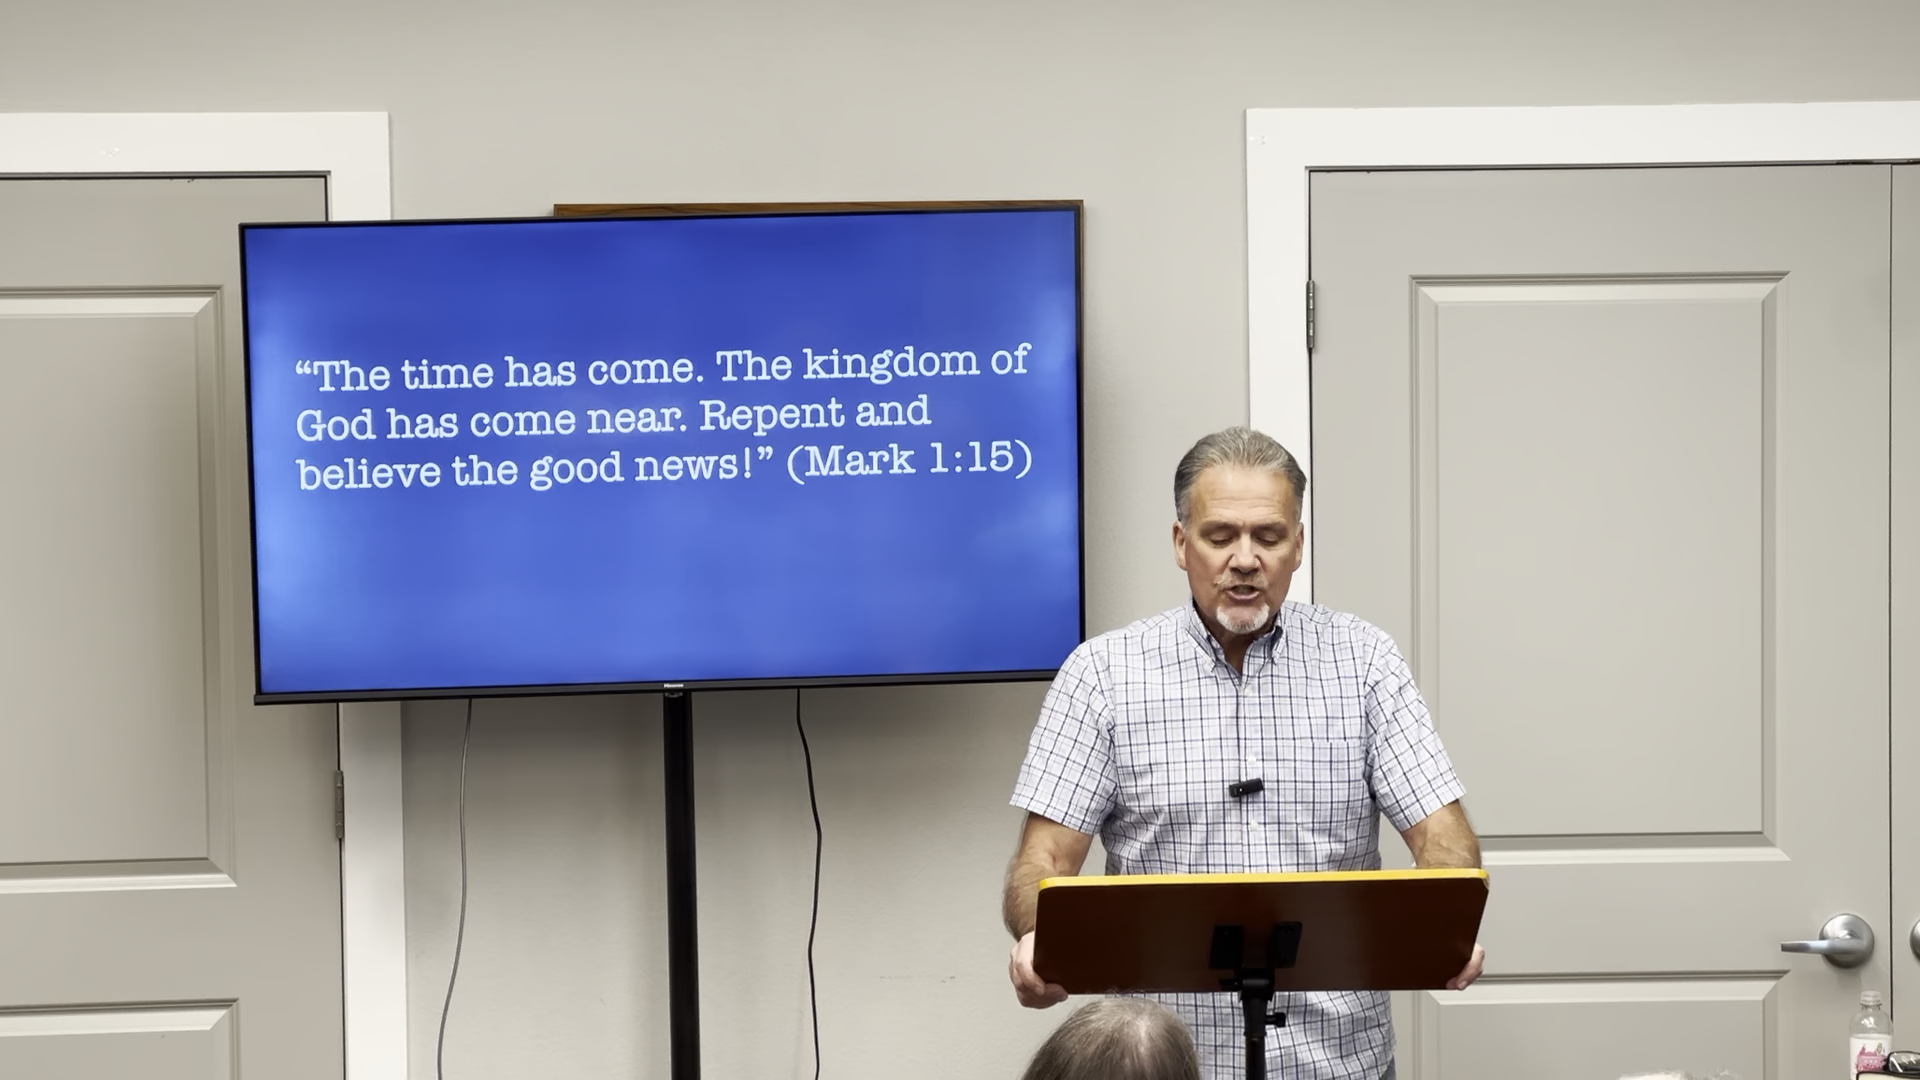 “The time has come. The kingdom of
God has come near. Repent and
believe the good news!” (Mark 1:15)
Hisense